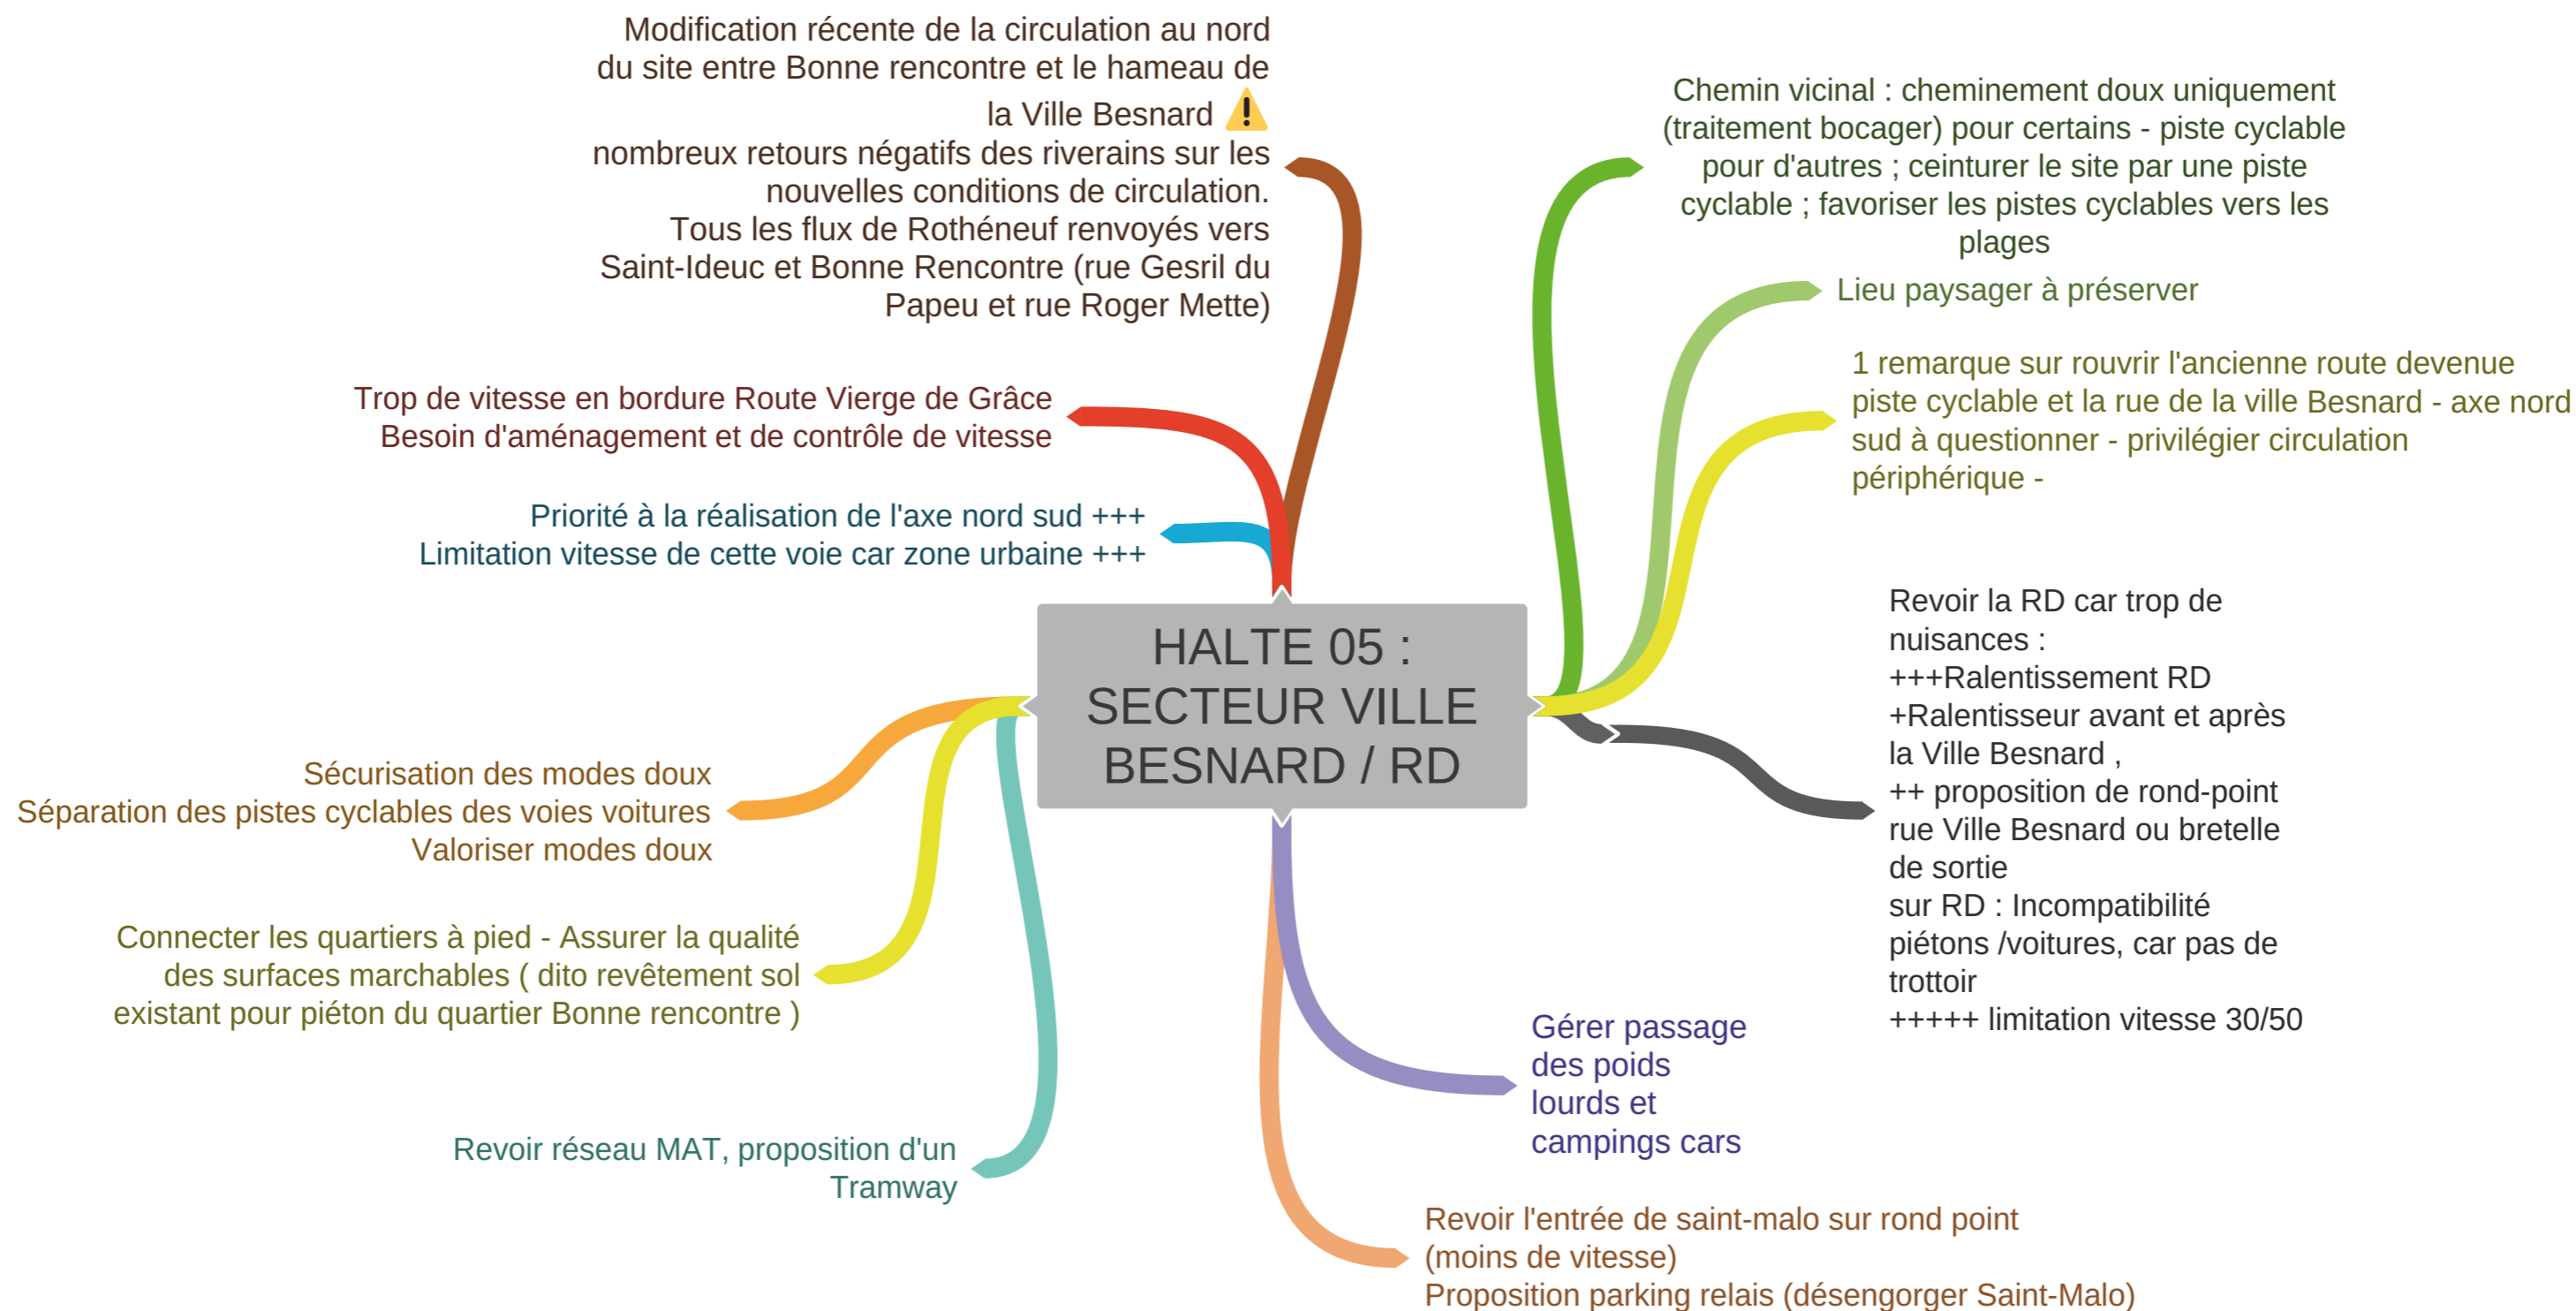 Modification récente de la circulation au nord
du site entre Bonne rencontre et le hameau de
la Ville Besnard ⚠️
nombreux retours négatifs des riverains sur les
nouvelles conditions de circulation.
Tous les flux de Rothéneuf renvoyés vers
Saint-Ideuc et Bonne Rencontre (rue Gesril du
Papeu et rue Roger Mette)
Trop de vitesse en bordure Route Vierge de Grâce
Besoin d'aménagement et de contrôle de vitesse
Priorité à la réalisation de l'axe nord sud +++
Limitation vitesse de cette voie car zone urbaine +++
HALTE 05 :
SECTEUR VILLE
BESNARD / RD
Sécurisation des modes doux
Séparation des pistes cyclables des voies voitures
Valoriser modes doux
Connecter les quartiers à pied - Assurer la qualité
des surfaces marchables ( dito revêtement sol
existant pour piéton du quartier Bonne rencontre )
Revoir réseau MAT, proposition d'un
Tramway
Chemin vicinal : cheminement doux uniquement
(traitement bocager) pour certains - piste cyclable
pour d'autres ; ceinturer le site par une piste
cyclable ; favoriser les pistes cyclables vers les
plages
Lieu paysager à préserver
1 remarque sur rouvrir l'ancienne route devenue
piste cyclable et la rue de la ville Besnard - axe nord
sud à questionner - privilégier circulation
périphérique -
Revoir la RD car trop de
nuisances :
+++Ralentissement RD
+Ralentisseur avant et après
la Ville Besnard ,
++ proposition de rond-point
rue Ville Besnard ou bretelle
de sortie
sur RD : Incompatibilité
piétons /voitures, car pas de
trottoir
+++++ limitation vitesse 30/50
Gérer passage
des poids
lourds et
campings cars
Revoir l'entrée de saint-malo sur rond point
(moins de vitesse)
Proposition parking relais (désengorger Saint-Malo)